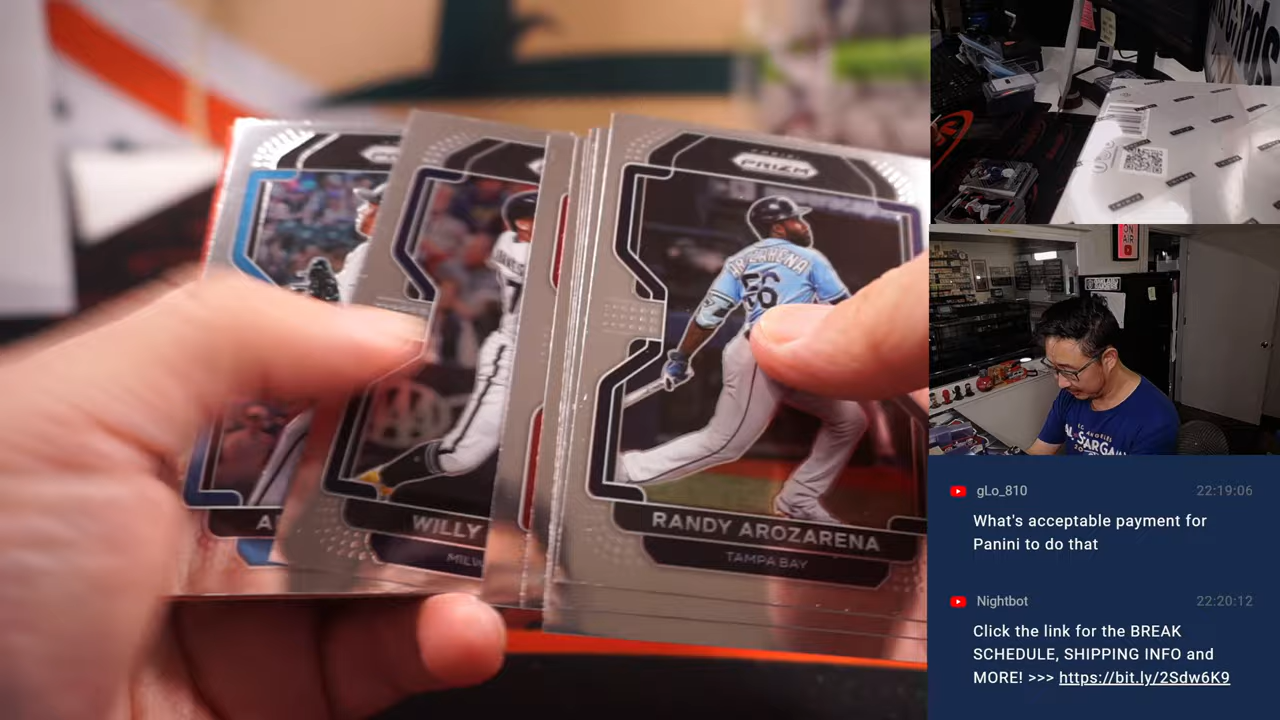 PANINI
PRIZM
AROZARENA
56
RANDY AROZARENA
TAMPA BAY
WILLY
MILW
ON
AIR
gLo_810
22:19:06
What's acceptable payment for
Panini to do that
Nightbot
22:20:12
Click the link for the BREAK
SCHEDULE, SHIPPING INFO and
MORE! >>> https://bit.ly/2Sdw6K9